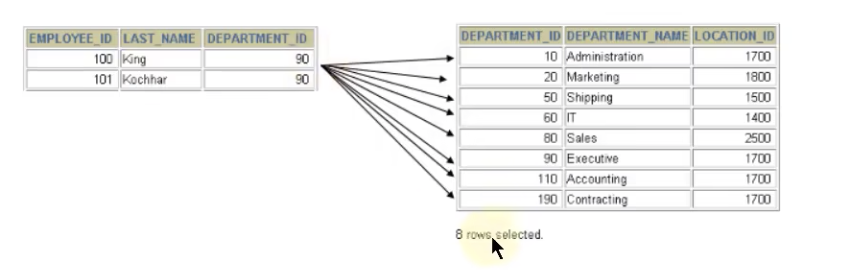 EMPLOYEE_ID LAST_NAME DEPARTMENT_ID
100 King 90
101 Kochhar 90
DEPARTMENT_ID DEPARTMENT_NAME LOCATION_ID
10 Administration 1700
20 Marketing 1800
50 Shipping 1500
60 IT 1400
80 Sales 2500
90 Executive 1700
110 Accounting 1700
190 Contracting 1700
8 rows selected.